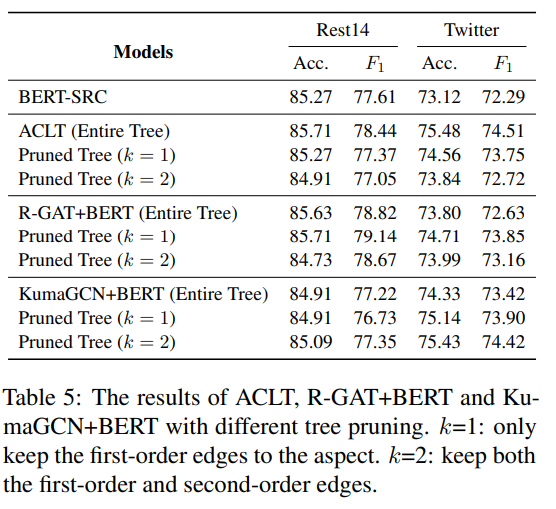 Models Rest14 Twitter
Acc. F1 Acc. F1
BERT-SRC 85.27 77.61 73.12 72.29
ACLT (Entire Tree) 85.71 78.44 75.48 74.51
Pruned Tree (k = 1) 85.27 77.37 74.56 73.75
Pruned Tree (k = 2) 84.91 77.05 73.84 72.72
R-GAT+BERT (Entire Tree) 85.63 78.82 73.80 72.63
Pruned Tree (k = 1) 85.71 79.14 74.71 73.85
Pruned Tree (k = 2) 84.73 78.67 73.99 73.16
KumaGCN+BERT (Entire Tree) 84.91 77.22 74.33 73.42
Pruned Tree (k = 1) 84.91 76.73 75.14 73.90
Pruned Tree (k = 2) 85.09 77.35 75.43 74.42
Table 5: The results of ACLT, R-GAT+BERT and Ku-
maGCN+BERT with different tree pruning. k=1: only
keep the first-order edges to the aspect. k=2: keep both
the first-order and second-order edges.